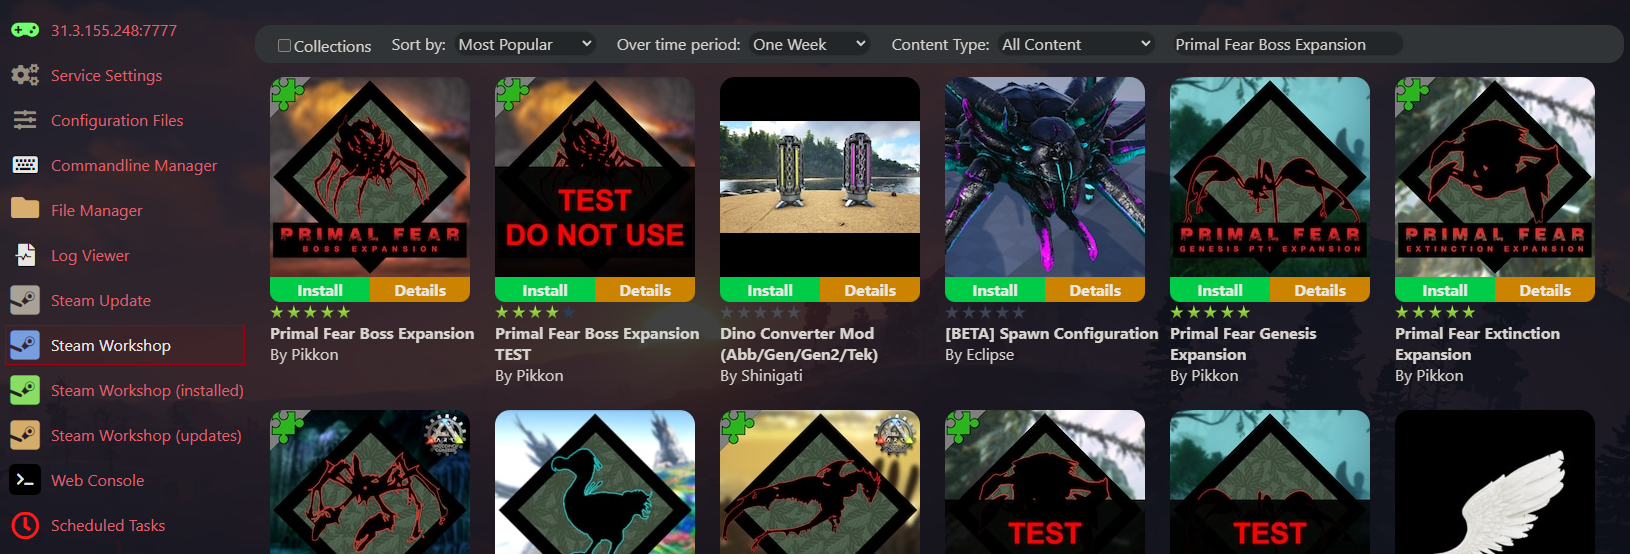 31.3.155.248:7777
Service Settings
Configuration Files
Commandline Manager
File Manager
Log Viewer
Steam Update
Steam Workshop
Steam Workshop (installed)
Steam Workshop (updates)
Web Console
Scheduled Tasks
Collections Sort by: Most Popular Over time period: One Week Content Type: All Content Primal Fear Boss Expansion
PRIMAL FEAR
BOSS EXPANSION
Install Details
Primal Fear Boss Expansion
By Pikkon
TEST
DO NOT USE
Install Details
Primal Fear Boss Expansion
TEST
By Pikkon
Install Details
Dino Converter Mod
(Abb/Gen/Gen2/Tek)
By Shinigati
Install Details
[BETA] Spawn Configuration
By Eclipse
PRIMAL FEAR
GENESIS PT1 EXPANSION
Install Details
Primal Fear Genesis
Expansion
By Pikkon
PRIMAL FEAR
EXTINCTION EXPANSION
Install Details
Primal Fear Extinction
Expansion
By Pikkon
TEST
TEST